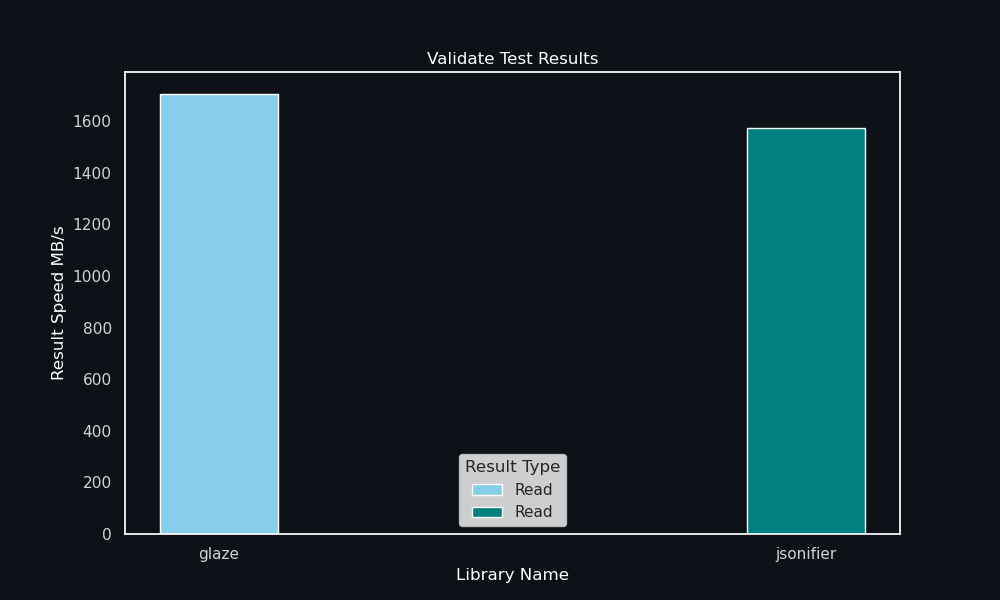 Validate Test Results
Result Speed MB/s
1600
1400
1200
1000
800
600
400
200
0
Result Type
Read
Read
glaze
jsonifier
Library Name